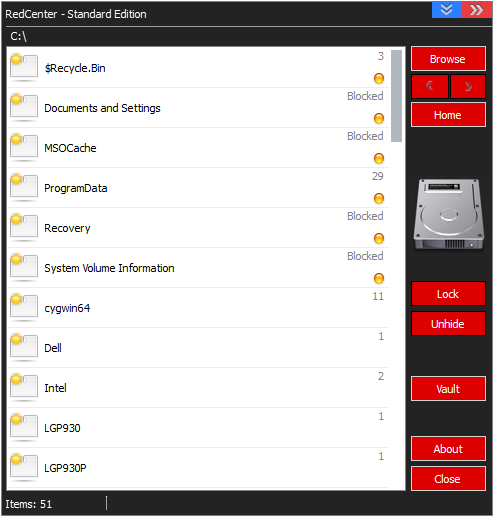 RedCenter - Standard Edition
C:\
$Recycle.Bin 3
Documents and Settings Blocked
MSOCache Blocked
ProgramData 29
Recovery Blocked
System Volume Information Blocked
cygwin64 11
Dell 1
Intel 2
LGP930 1
LGP930P 1
Browse
Home
Lock
Unhide
Vault
About
Close
Items: 51